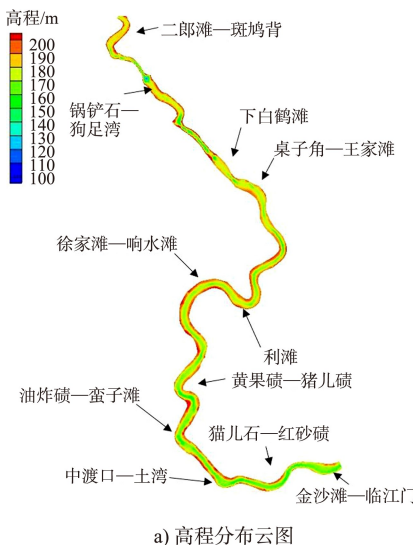 高程/m
200
190
180
170
160
150
140
130
120
110
100
二郎滩—斑鸠背
锅铲石—
狗足湾
下白鹤滩
桌子角—王家滩
徐家滩—响水滩
利滩
黄果碛—猪儿碛
油炸碛—蛮子滩
猫儿石—红砂碛
中渡口—土湾
金沙滩—临江门
a) 高程分布云图